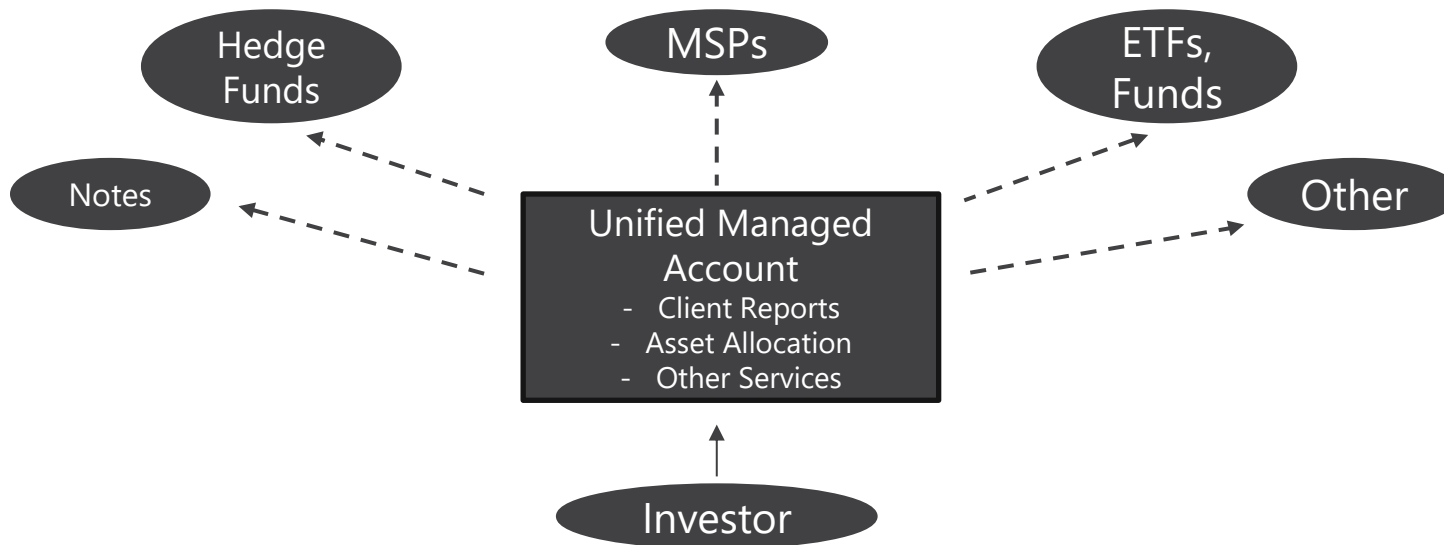 Hedge
Funds
MSPs
ETFs,
Funds
Notes
Other
Unified Managed
Account
- Client Reports
- Asset Allocation
- Other Services
Investor